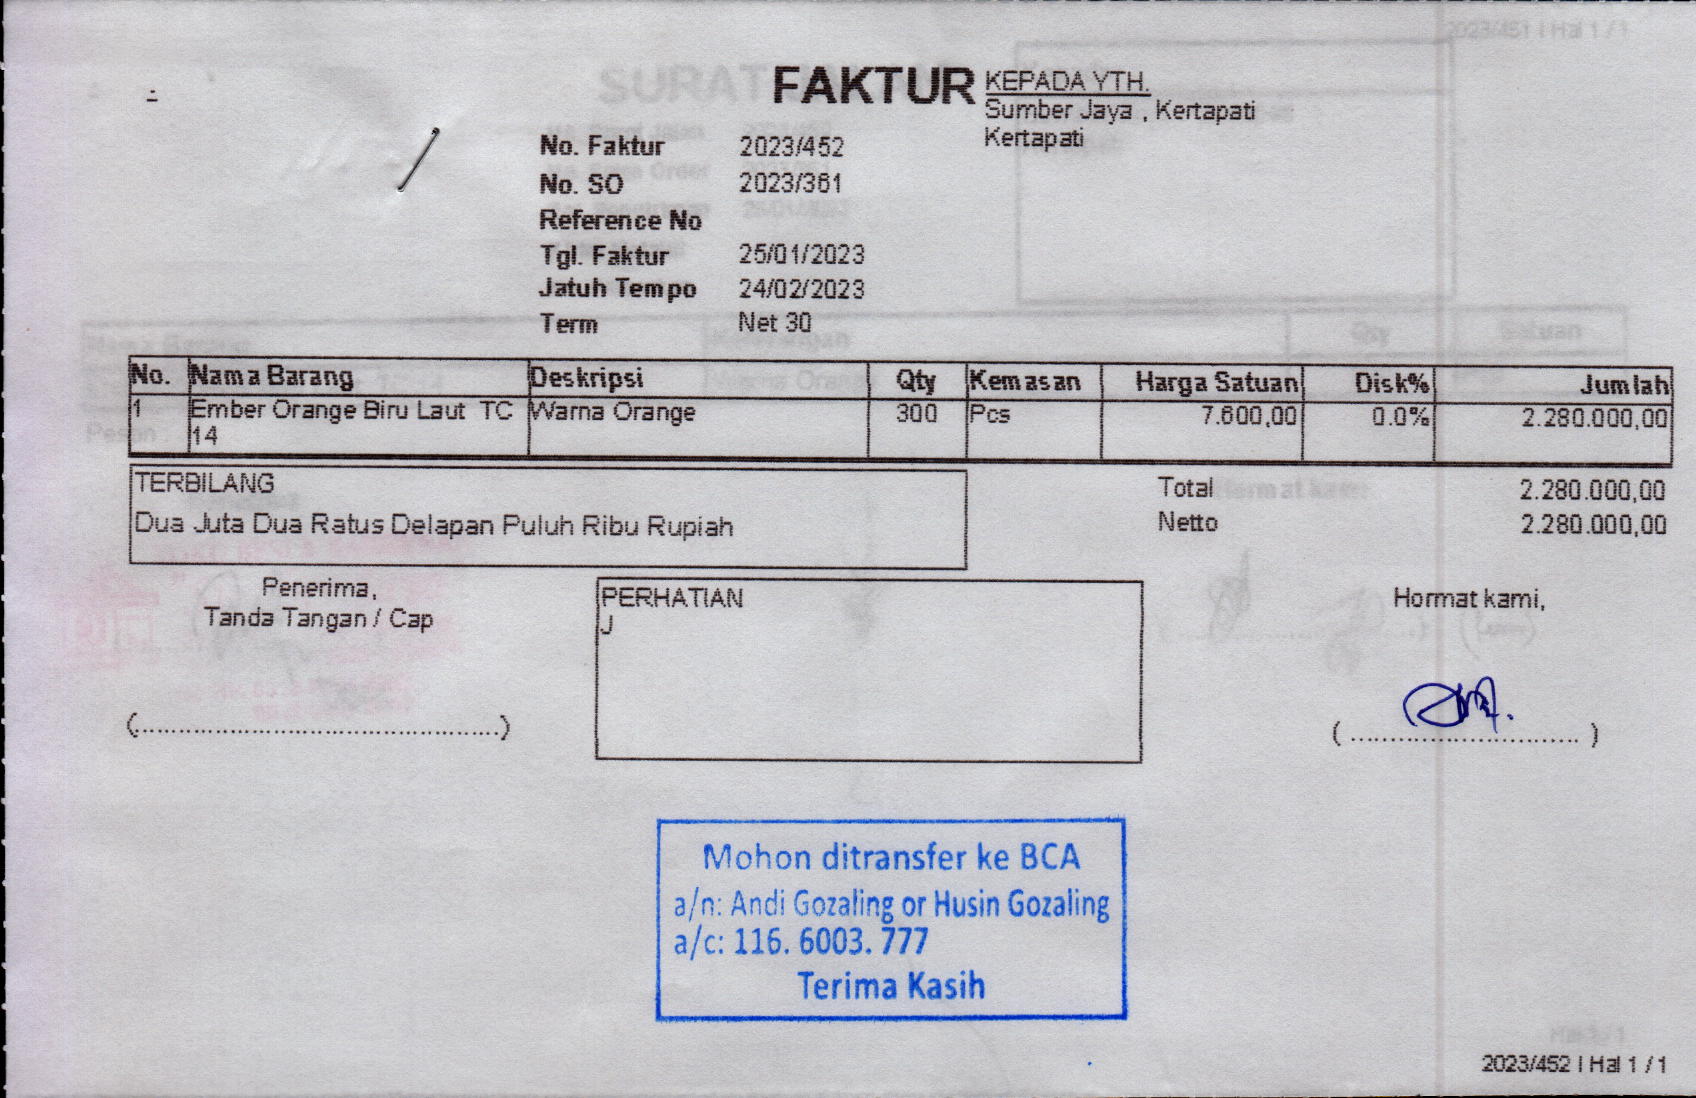 FAKTUR
KEPADA YTH.
Sumber Jaya , Kertapati
Kertapati
No. Faktur 2023/452
No. SO 2023/361
Reference No
Tgl. Faktur 25/01/2023
Jatuh Tempo 24/02/2023
Term Net 30
No. Nama Barang Deskripsi Qty Kemasan Harga Satuan Disk% Jumlah
1 Ember Orange Biru Laut TC Warna Orange 300 Pcs 7.600,00 0.0% 2.280.000,00
14
TERBILANG
Dua Juta Dua Ratus Delapan Puluh Ribu Rupiah
Total 2.280.000,00
Netto 2.280.000,00
Penerima,
Tanda Tangan / Cap
(..................................................)
PERHATIAN
J
Hormat kami,
( ............................. )
Mohon ditransfer ke BCA
a/n: Andi Gozaling or Husin Gozaling
a/c: 116. 6003. 777
Terima Kasih
2023/452 | Hal 1 / 1